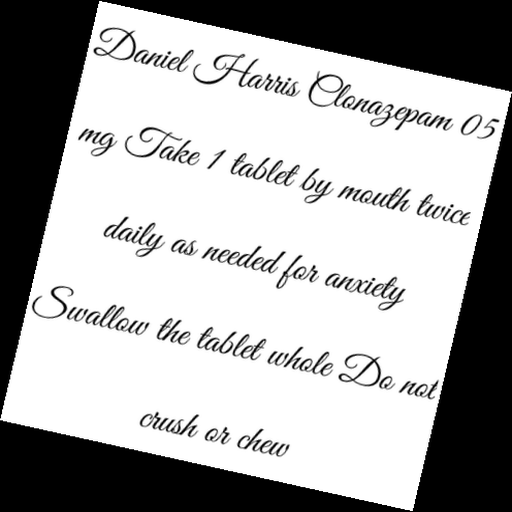 Daniel Harris Clonazepam 05
mg Take 1 tablet by mouth twice
daily as needed for anxiety
Swallow the tablet whole Do not
crush or chew